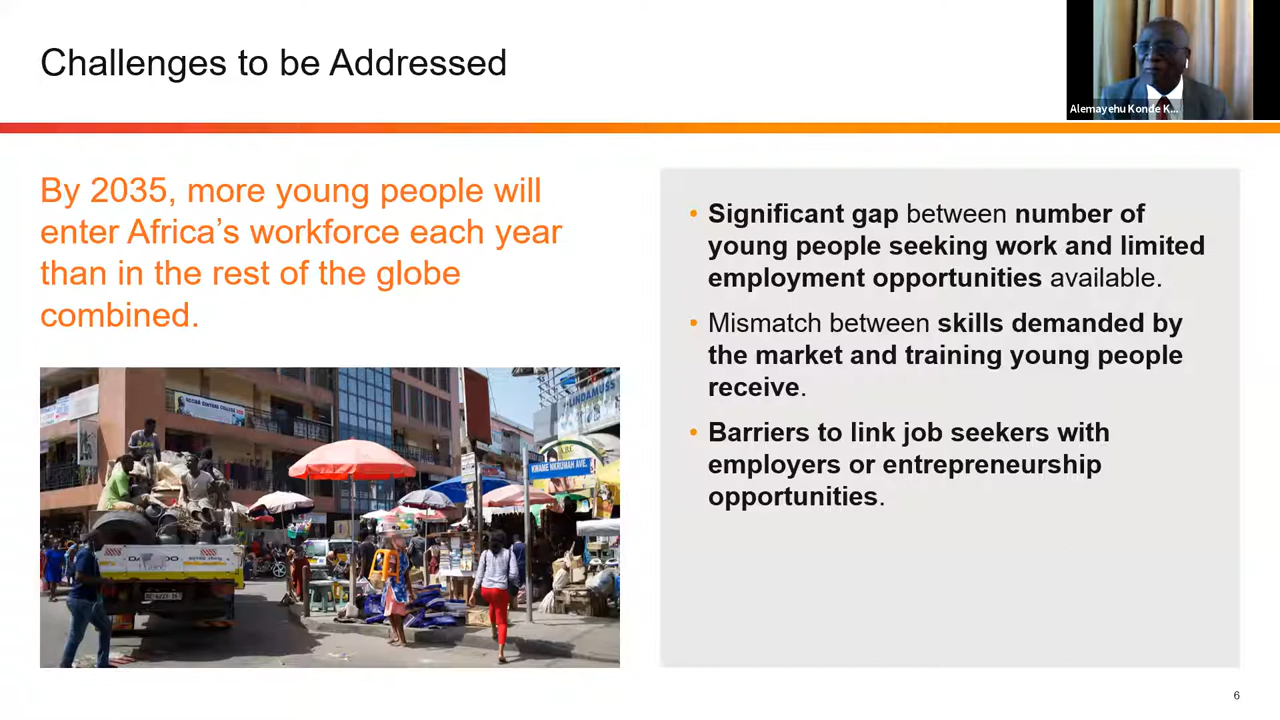 Challenges to be Addressed
Alemayehu Konde K...
By 2035, more young people will
enter Africa’s workforce each year
than in the rest of the globe
combined.
• Significant gap between number of
young people seeking work and limited
employment opportunities available.
• Mismatch between skills demanded by
the market and training young people
receive.
• Barriers to link job seekers with
employers or entrepreneurship
opportunities.
KWAME NKRUMAH AVE.
6